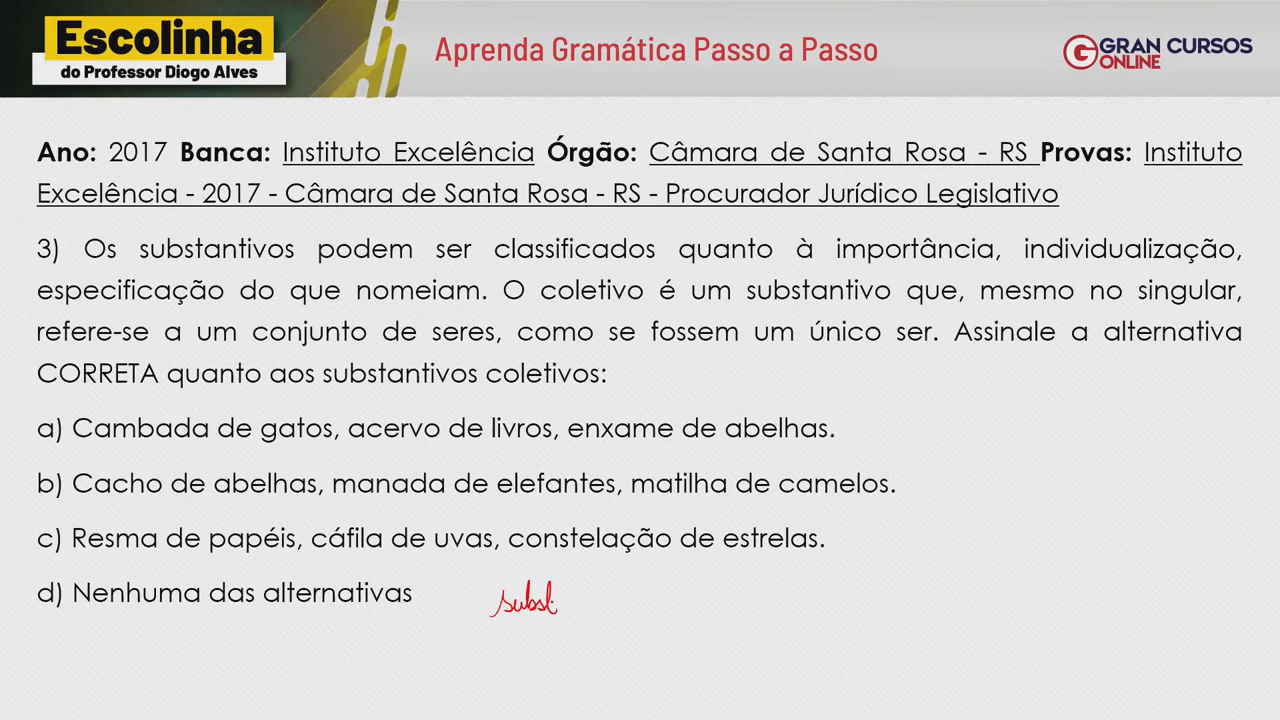 Escolinha
do Professor Diogo Alves
Aprenda Gramática Passo a Passo
GRAN CURSOS
ONLINE
Ano: 2017 Banca: Instituto Excelência Órgão: Câmara de Santa Rosa - RS Provas: Instituto
Excelência - 2017 - Câmara de Santa Rosa - RS - Procurador Jurídico Legislativo
3) Os substantivos podem ser classificados quanto à importância, individualização,
especificação do que nomeiam. O coletivo é um substantivo que, mesmo no singular,
refere-se a um conjunto de seres, como se fossem um único ser. Assinale a alternativa
CORRETA quanto aos substantivos coletivos:
a) Cambada de gatos, acervo de livros, enxame de abelhas.
b) Cacho de abelhas, manada de elefantes, matilha de camelos.
c) Resma de papéis, cáfila de uvas, constelação de estrelas.
d) Nenhuma das alternativas
subst.